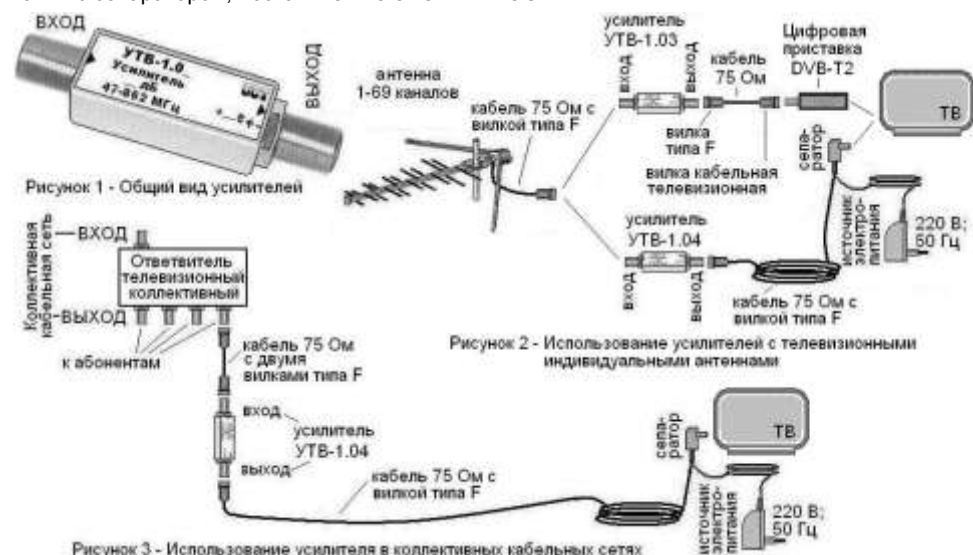 ВХОД
УТВ-1.0
Усилитель
дБ
47-862 МГц
ВЫХОД
Рисунок 1 - Общий вид усилителей
антенна
1-69 каналов
кабель 75 Ом с
вилкой типа F
усилитель
УТВ-1.03
вход
выход
кабель
75 Ом
Цифровая
приставка
DVB-T2
ТВ
вилка
типа F
вилка кабельная
телевизионная
сепа-
ратор
усилитель
УТВ-1.04
вход
выход
кабель 75 Ом с
вилкой типа F
источник
электро-
питания
220 В;
50 Гц
Рисунок 2 - Использование усилителей с телевизионными
индивидуальными антеннами
Коллективная
кабельная сеть
ВХОД
Ответвитель
телевизионный
коллективный
ВЫХОД
к абонентам
кабель 75 Ом
с двумя
вилками типа F
вход
усилитель
УТВ-1.04
выход
кабель 75 Ом с
вилкой типа F
сепа-
ратор
ТВ
источник
электро-
питания
220 В;
50 Гц
Рисунок 3 - Использование усилителя в коллективных кабельных сетях